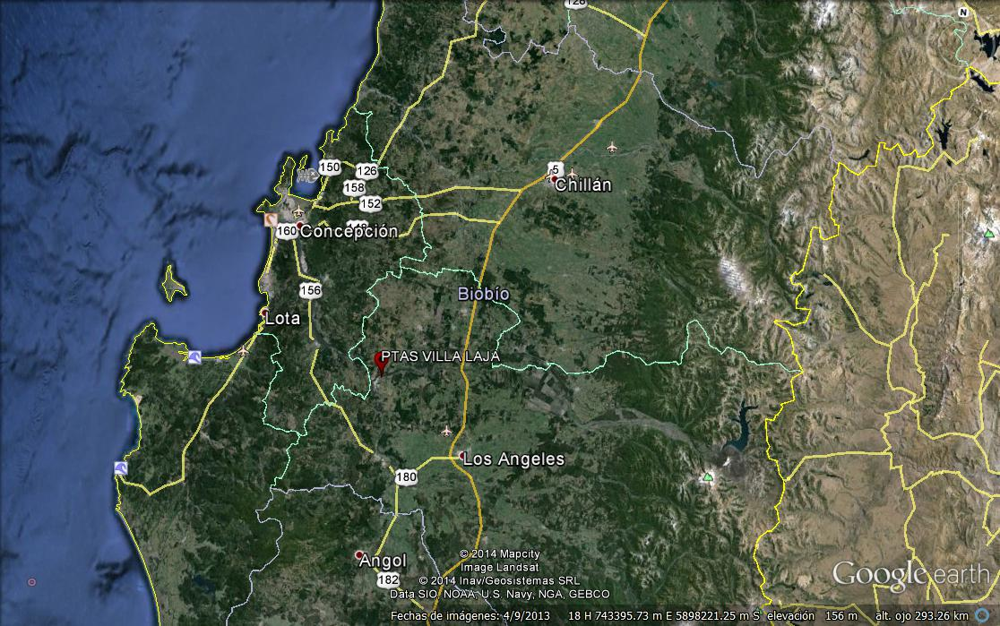 128
N
150
126
158
152
5
Chillán
160
Concepción
Biobío
156
Lota
PTAS VILLA LAJA
Los Angeles
180
Angol
182
© 2014 Mapcity
Image Landsat
© 2014 Inav/Geosistemas SRL
Data SIO, NOAA, U.S. Navy, NGA, GEBCO
Google earth
Fechas de imágenes: 4/9/2013 18 H 743395.73 m E 5898221.25 m S elevación 156 m alt. ojo 293.26 km